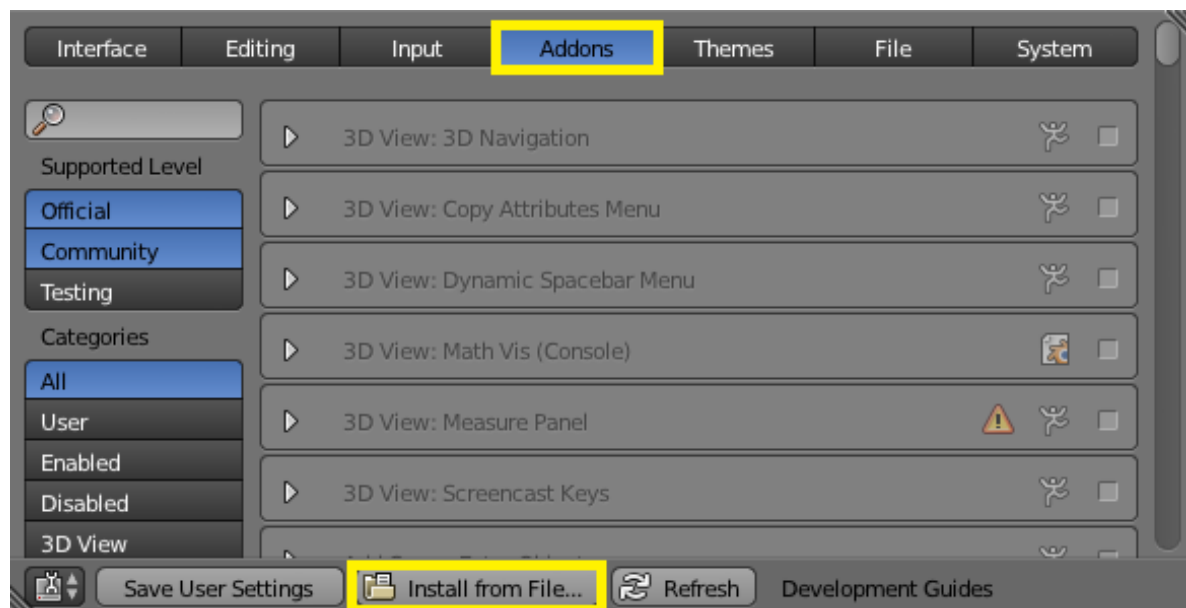 Interface Editing Input Addons Themes File System
Supported Level
Official
Community
Testing
Categories
All
User
Enabled
Disabled
3D View
3D View: 3D Navigation
3D View: Copy Attributes Menu
3D View: Dynamic Spacebar Menu
3D View: Math Vis (Console)
3D View: Measure Panel
3D View: Screencast Keys
Save User Settings Install from File... Refresh Development Guides